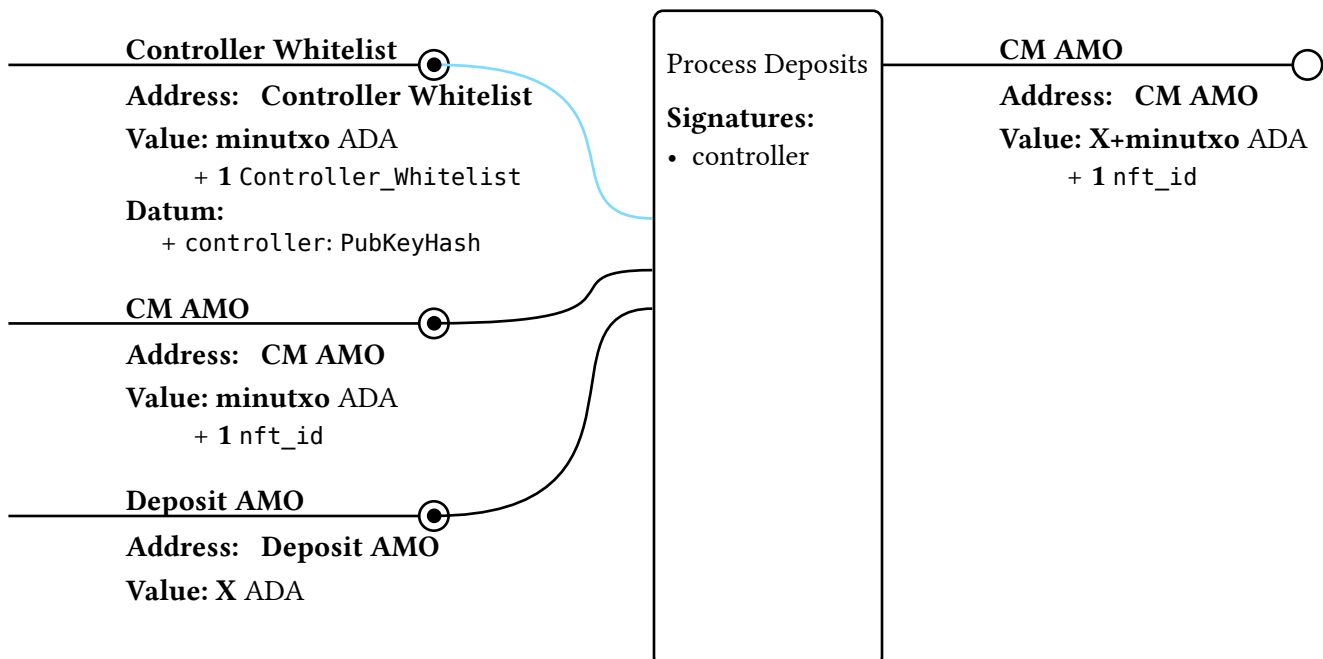 Controller Whitelist
Address: Controller Whitelist
Value: minutxo ADA
+ 1 Controller_Whitelist
Datum:
+ controller: PubKeyHash
CM AMO
Address: CM AMO
Value: minutxo ADA
+ 1 nft_id
Deposit AMO
Address: Deposit AMO
Value: X ADA
Process Deposits
Signatures:
• controller
CM AMO
Address: CM AMO
Value: X+minutxo ADA
+ 1 nft_id